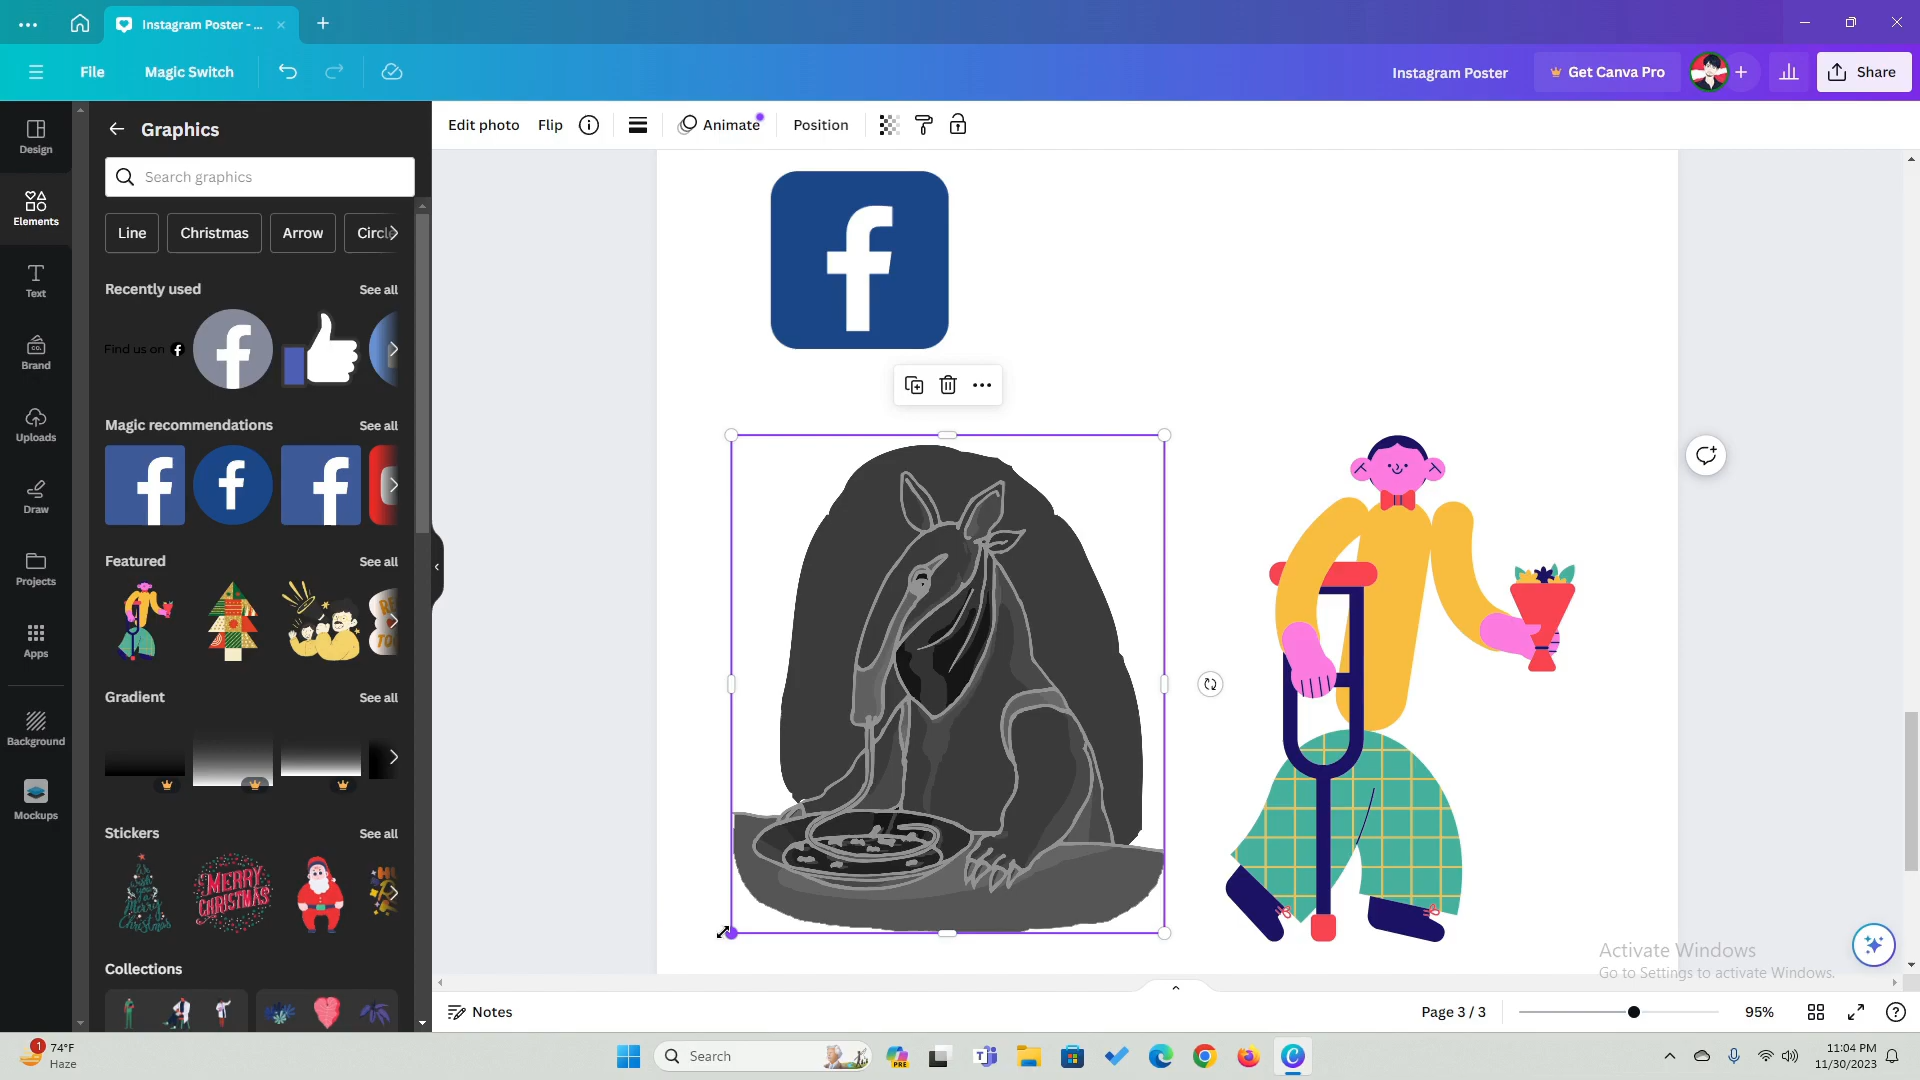 Instagram Poster - ...
File
Magic Switch
Instagram Poster
Get Canva Pro
Share
Design
Elements
Text
Brand
CO.
Uploads
Draw
Projects
Apps
Background
Mockups
Graphics
Search graphics
Line
Christmas
Arrow
Circle
Recently used
See all
Find us on
Magic recommendations
See all
Featured
See all
Gradient
See all
Stickers
See all
MERRY
CHRISTMAS
Collections
Edit photo
Flip
Animate
Position
f
Activate Windows
Go to Settings to activate Windows.
Notes
Page 3 / 3
95%
1
74°F
Haze
Search
PRE
11:04 PM
11/30/2023